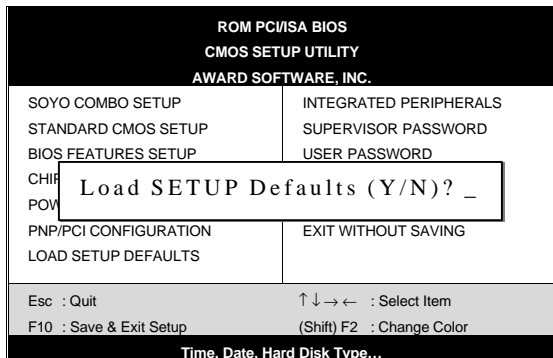 ROM PCI/ISA BIOS
CMOS SETUP UTILITY
AWARD SOFTWARE, INC.
SOYO COMBO SETUP
STANDARD CMOS SETUP
BIOS FEATURES SETUP
CHIP
POW
PNP/PCI CONFIGURATION
LOAD SETUP DEFAULTS
INTEGRATED PERIPHERALS
SUPERVISOR PASSWORD
USER PASSWORD
EXIT WITHOUT SAVING
Load SETUP Defaults (Y/N)? _
Esc : Quit
↑↓→← : Select Item
F10 : Save & Exit Setup
(Shift) F2 : Change Color
Time, Date, Hard Disk Type…